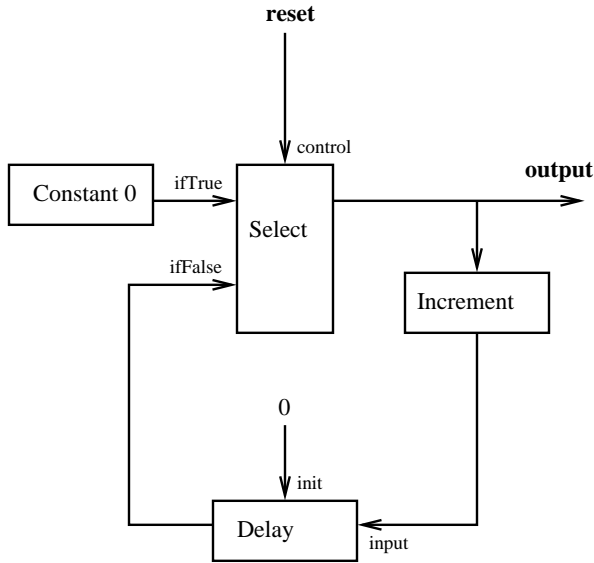 reset
control
output
Constant 0
ifTrue
Select
ifFalse
Increment
0
init
Delay
input